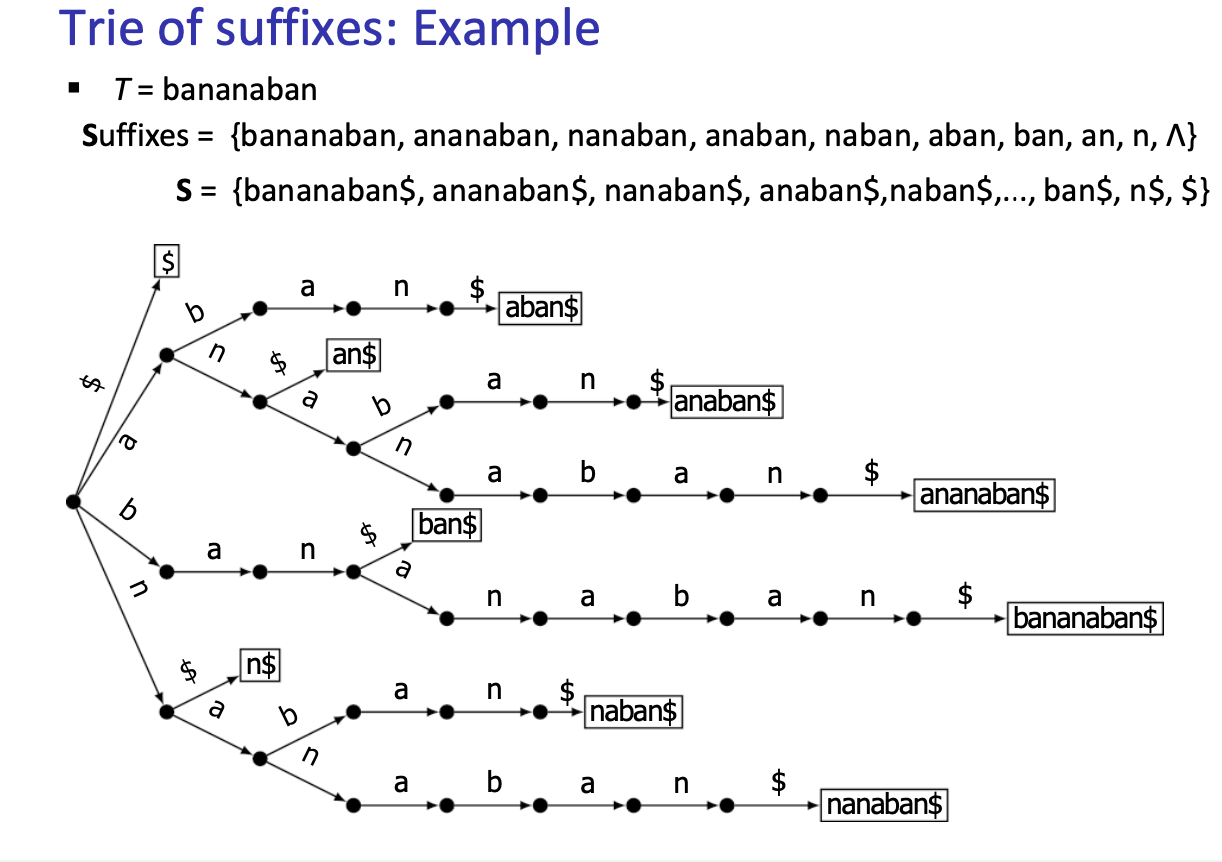 Trie of suffixes: Example
▪ T = bananaban
Suffixes = {bananaban, ananaban, nanaban, anaban, naban, aban, ban, an, n, Λ}
S = {bananaban$, ananaban$, nanaban$, anaban$,naban$,..., ban$, n$, $}
$
b a n $ aban$
n $ an$
$
a b a n $ anaban$
a
n
a b a n $ ananaban$
b
$ ban$
a n
a
n
n a b a n $ bananaban$
$ n$
a b a n $ naban$
n
a b a n $ nanaban$